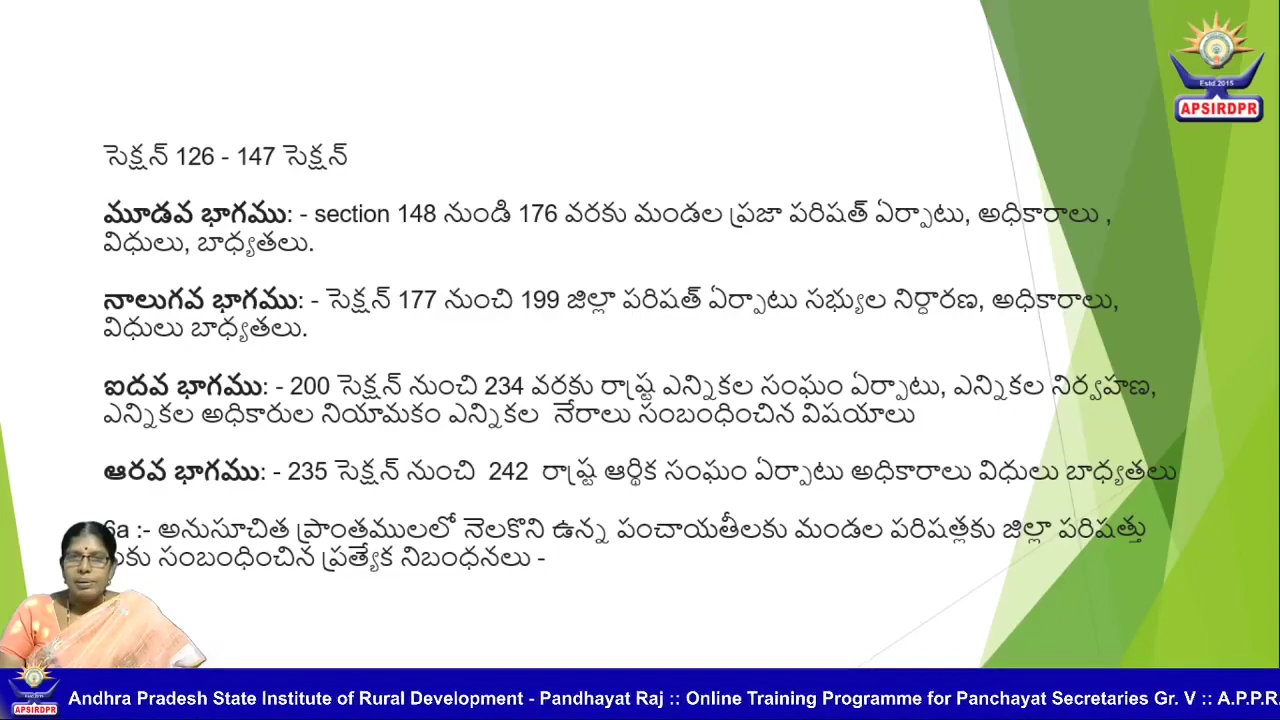 Estd.2015
APSIRDPR
సెక్షన్ 126 - 147 సెక్షన్
మూడవ భాగము: - section 148 నుండి 176 వరకు మండల ప్రజా పరిషత్ ఏర్పాటు, అధికారాలు ,
విధులు, బాధ్యతలు.
నాలుగవ భాగము: - సెక్షన్ 177 నుంచి 199 జిల్లా పరిషత్ ఏర్పాటు సభ్యుల నిర్ధారణ, అధికారాలు,
విధులు బాధ్యతలు.
ఐదవ భాగము: - 200 సెక్షన్ నుంచి 234 వరకు రాష్ట్ర ఎన్నికల సంఘం ఏర్పాటు, ఎన్నికల నిర్వహణ,
ఎన్నికల అధికారుల నియామకం ఎన్నికల నేరాలు సంబంధించిన విషయాలు
ఆరవ భాగము: - 235 సెక్షన్ నుంచి 242 రాష్ట్ర ఆర్థిక సంఘం ఏర్పాటు అధికారాలు విధులు బాధ్యతలు
6a :- అనుసూచిత ప్రాంతములలో నెలకొని ఉన్న పంచాయతీలకు మండల పరిషత్లకు జిల్లా పరిషత్తు
సంబంధించిన ప్రత్యేక నిబంధనలు -
APSIRDPR
Andhra Pradesh State Institute of Rural Development - Pandhayat Raj :: Online Training Programme for Panchayat Secretaries Gr. V :: A.P.P.R.